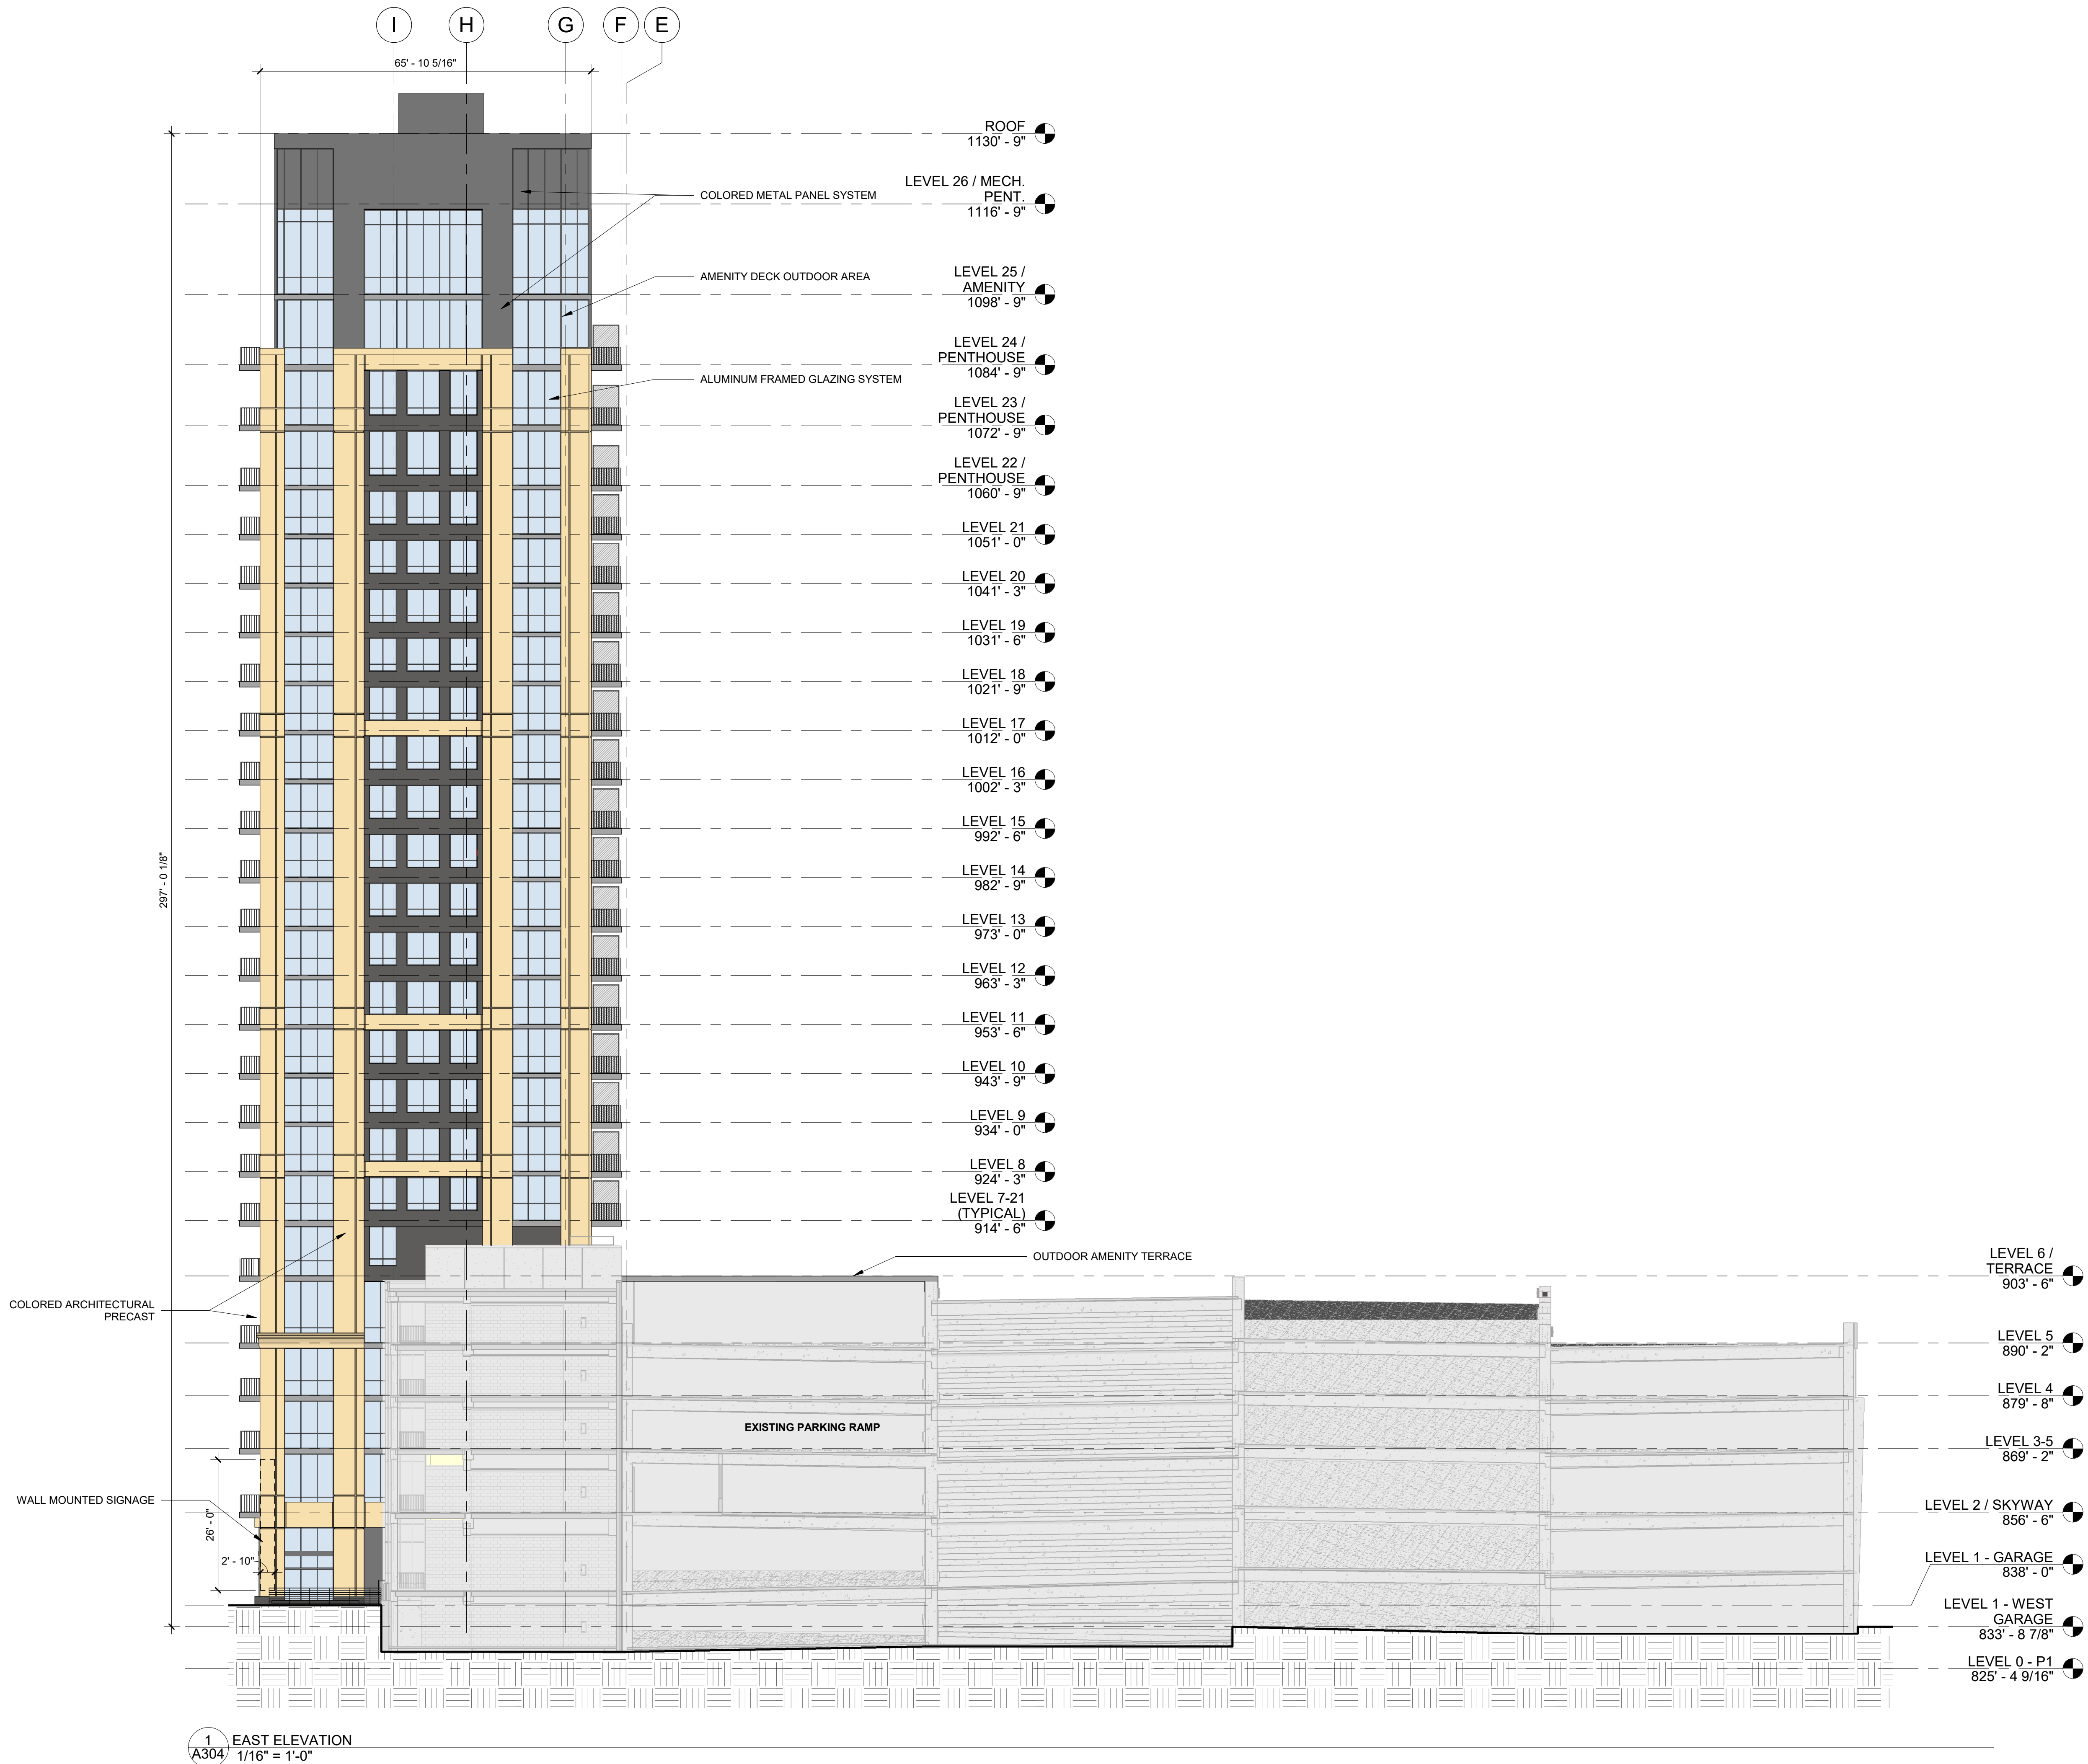 I
H
G
F
E
65' - 10 5/16"
ROOF
1130' - 9"
LEVEL 26 / MECH.
PENT.
1116' - 9"
COLORED METAL PANEL SYSTEM
AMENITY DECK OUTDOOR AREA
LEVEL 25 /
AMENITY
1098' - 9"
LEVEL 24 /
PENTHOUSE
1084' - 9"
ALUMINUM FRAMED GLAZING SYSTEM
LEVEL 23 /
PENTHOUSE
1072' - 9"
LEVEL 22 /
PENTHOUSE
1060' - 9"
LEVEL 21
1051' - 0"
LEVEL 20
1041' - 3"
LEVEL 19
1031' - 6"
LEVEL 18
1021' - 9"
LEVEL 17
1012' - 0"
LEVEL 16
1002' - 3"
LEVEL 15
992' - 6"
297' - 0 1/8"
LEVEL 14
982' - 9"
LEVEL 13
973' - 0"
LEVEL 12
963' - 3"
LEVEL 11
953' - 6"
LEVEL 10
943' - 9"
LEVEL 9
934' - 0"
LEVEL 8
924' - 3"
LEVEL 7-21
(TYPICAL)
914' - 6"
OUTDOOR AMENITY TERRACE
LEVEL 6 /
TERRACE
903' - 6"
COLORED ARCHITECTURAL
PRECAST
LEVEL 5
890' - 2"
LEVEL 4
879' - 8"
EXISTING PARKING RAMP
LEVEL 3-5
869' - 2"
WALL MOUNTED SIGNAGE
26' - 0"
2' - 10"
LEVEL 2 / SKYWAY
856' - 6"
LEVEL 1 - GARAGE
838' - 0"
LEVEL 1 - WEST
GARAGE
833' - 8 7/8"
LEVEL 0 - P1
825' - 4 9/16"
1
A304
EAST ELEVATION
1/16" = 1'-0"